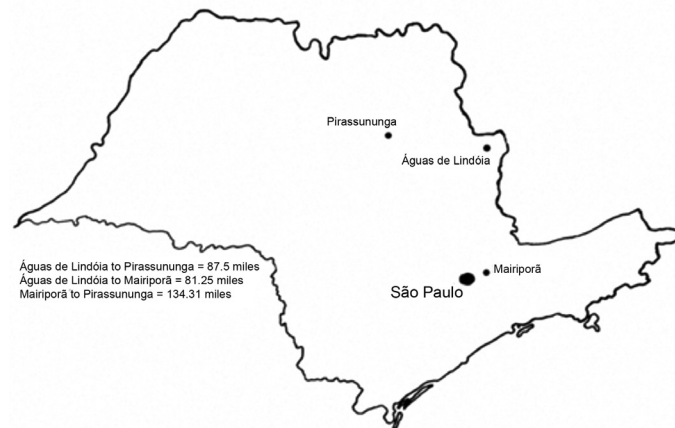 Pirassununga
Águas de Lindóia
Mairiporã
São Paulo
Águas de Lindóia to Pirassununga = 87.5 miles
Águas de Lindóia to Mairiporã = 81.25 miles
Mairiporã to Pirassununga = 134.31 miles